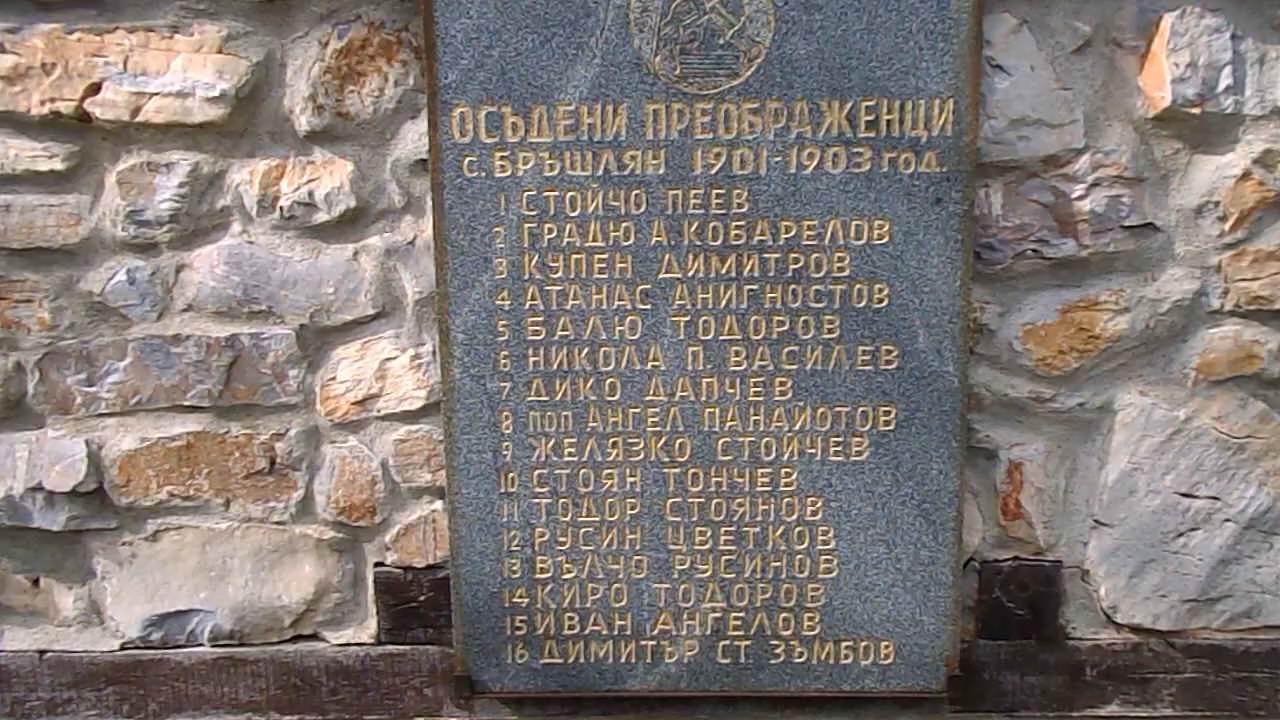 ОСЪДЕНИ ПРЕОБРАЖЕНЦИ
С. БРЪШЛЯН 1901-1903 год.
1 СТОЙЧО ПЕЕВ
2 ГРАДЮ А. КОБАРЕЛОВ
3 КУПЕН ДИМИТРОВ
4 АТАНАС АНИГНОСТОВ
5 БАЛЮ ТОДОРОВ
6 НИКОЛА П. ВАСИЛЕВ
7 ДИКО ДАПЧЕВ
8 ПОП АНГЕЛ ПАНАЙОТОВ
9 ЖЕЛЯЗКО СТОЙЧЕВ
10 СТОЯН ТОНЧЕВ
11 ТОДОР СТОЯНОВ
12 РУСИН ЦВЕТКОВ
13 ВЪЛЧО РУСИНОВ
14 КИРО ТОДОРОВ
15 ИВАН АНГЕЛОВ
16 ДИМИТЪР СТ ЗЪМБОВ